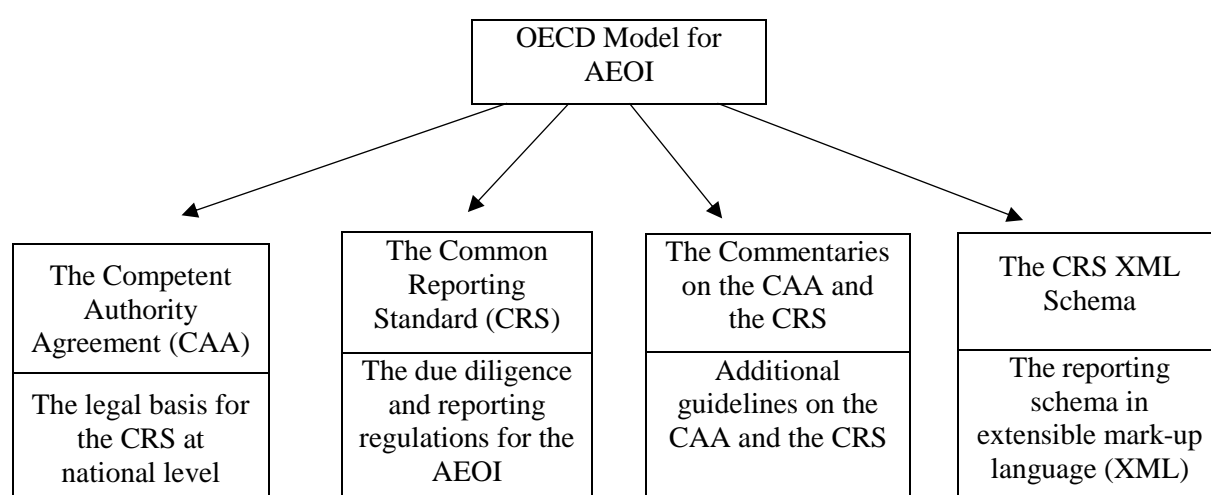 OECD Model for
AEOI
The Competent
Authority
Agreement (CAA)
The legal basis for
the CRS at
national level
The Common
Reporting
Standard (CRS)
The due diligence
and reporting
regulations for the
AEOI
The Commentaries
on the CAA and
the CRS
Additional
guidelines on the
CAA and the CRS
The CRS XML
Schema
The reporting
schema in
extensible mark-up
language (XML)